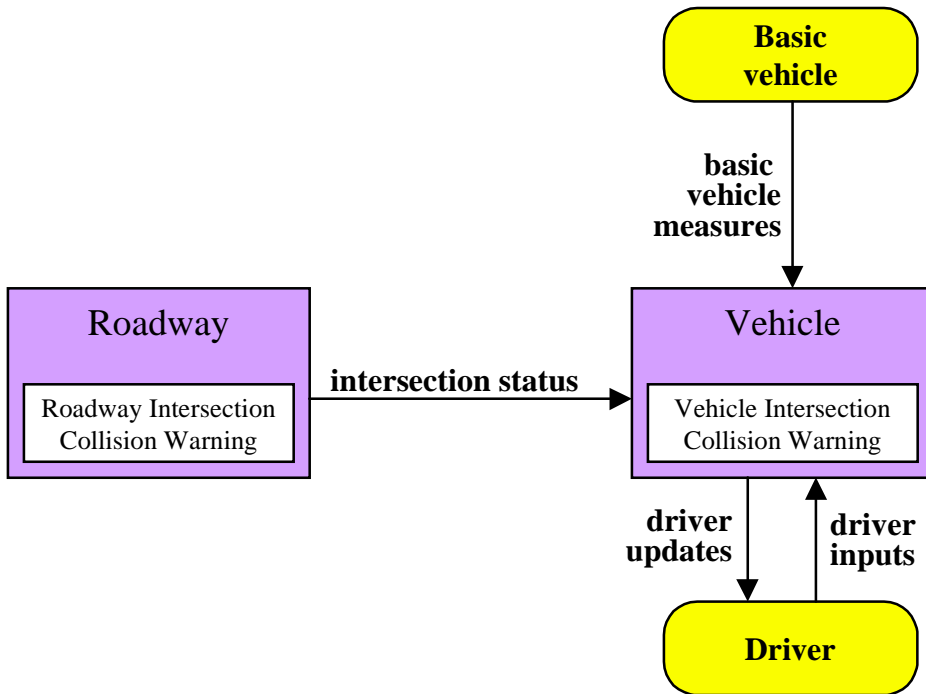 Basic
vehicle
basic
vehicle
measures
Roadway
Roadway Intersection
Collision Warning
intersection status
Vehicle
Vehicle Intersection
Collision Warning
driver
updates
driver
inputs
Driver